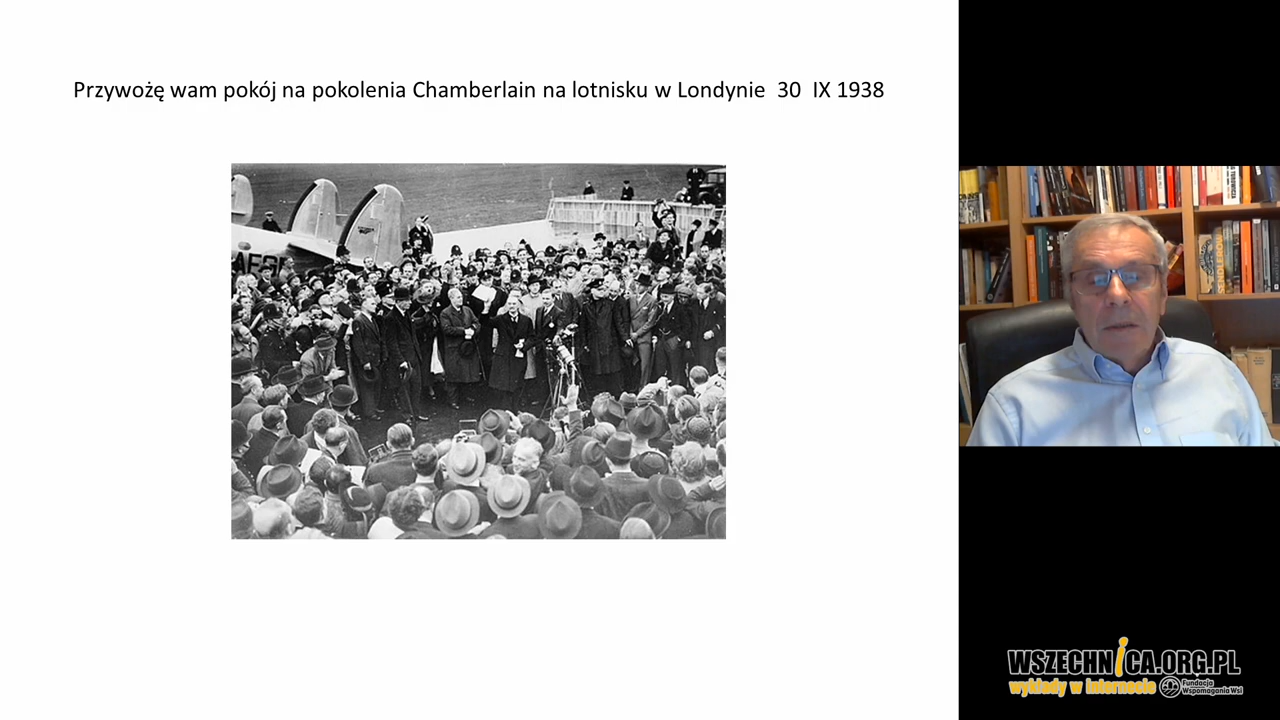 Przywożę wam pokój na pokolenia Chamberlain na lotnisku w Londynie 30 IX 1938
SENDLEROWA
WSZECHNICA.ORG.PL
wykłady w internecie
Fundacja
Wspomagania Wsi